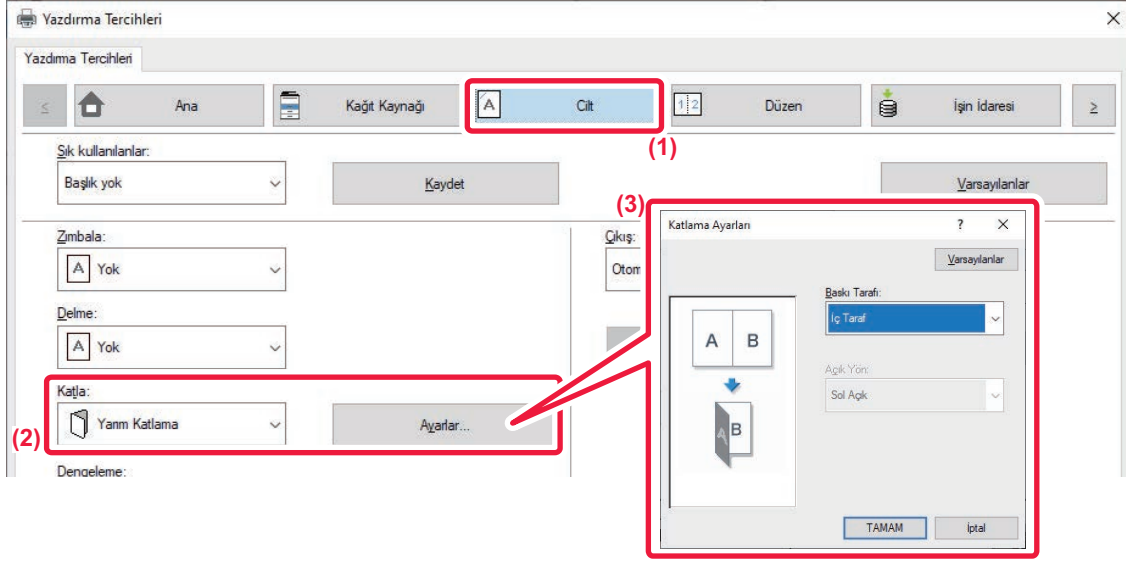 Yazdırma Tercihleri
Yazdırma Tercihleri
< Ana Kağıt Kaynağı A Cilt 1 2 Düzen İşin İdaresi >
(1)
Sık kullanılanlar:
Başlık yok Kaydet Varsayılanlar
(3)
Zımbala:
A Yok
Delme:
A Yok
Katla:
Yarım Katlama Ayarlar...
(2)
Dengeleme:
Çıkış:
Otom
Katlama Ayarları ? X
Varsayılanlar
Baskı Tarafı:
İç Taraf
Açık Yön:
Sol Açık
A B
A B
TAMAM İptal